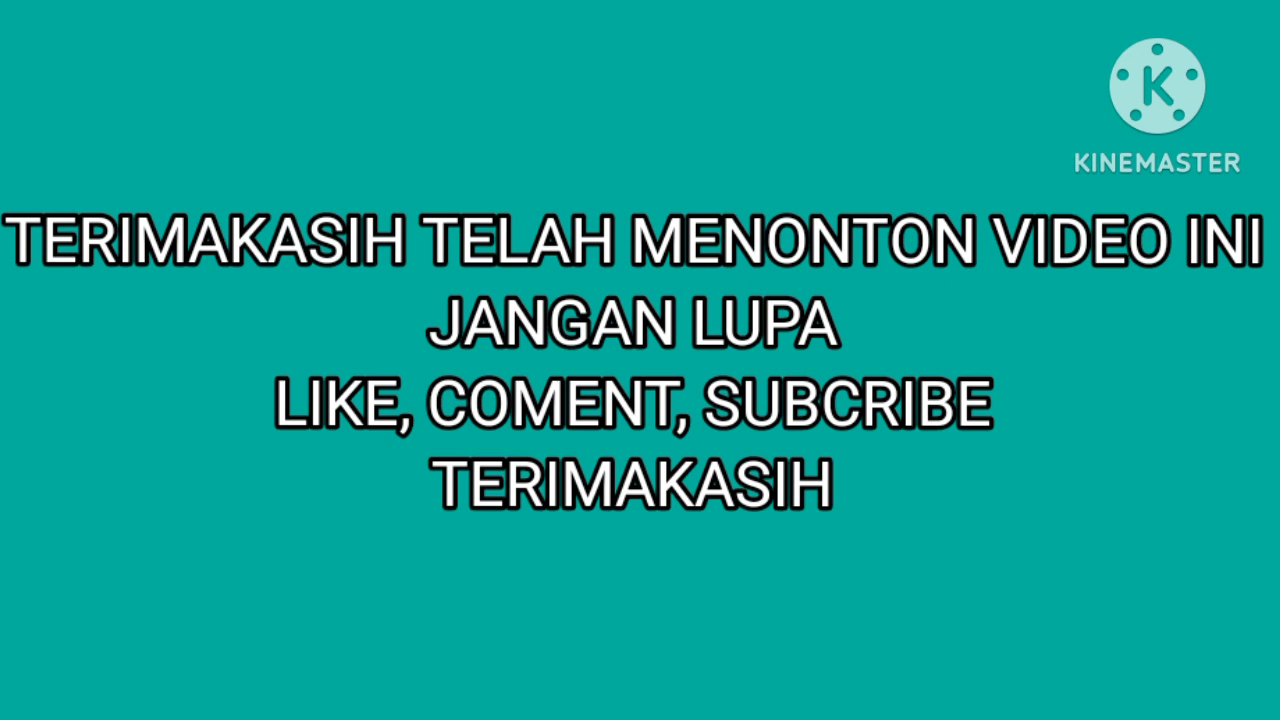 KINEMASTER
TERIMAKASIH TELAH MENONTON VIDEO INI
JANGAN LUPA
LIKE, COMENT, SUBCRIBE
TERIMAKASIH